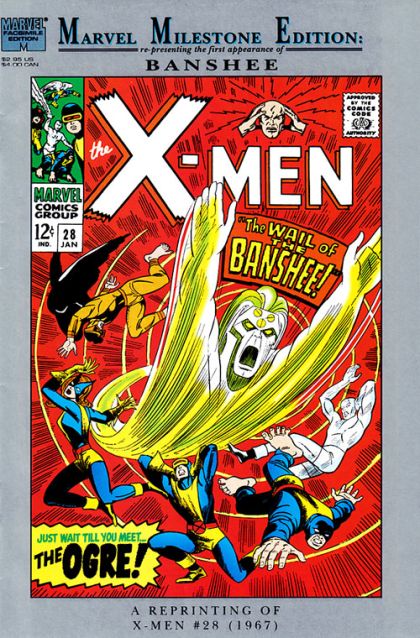 MARVEL®
FACSIMILE
EDITION
M
$2.95 US
$4.00 CAN
MARVEL MILESTONE EDITION:
re-presenting the first appearance of
BANSHEE
APPROVED
BY THE
COMICS
CODE
AUTHORITY
the X-MEN
MARVEL
COMICS
GROUP
12¢
IND.
28
JAN
"The WAIL of
THE
BANSHEE!"
JUST WAIT TILL YOU MEET...
THE OGRE!
A REPRINTING OF
X-MEN #28 (1967)